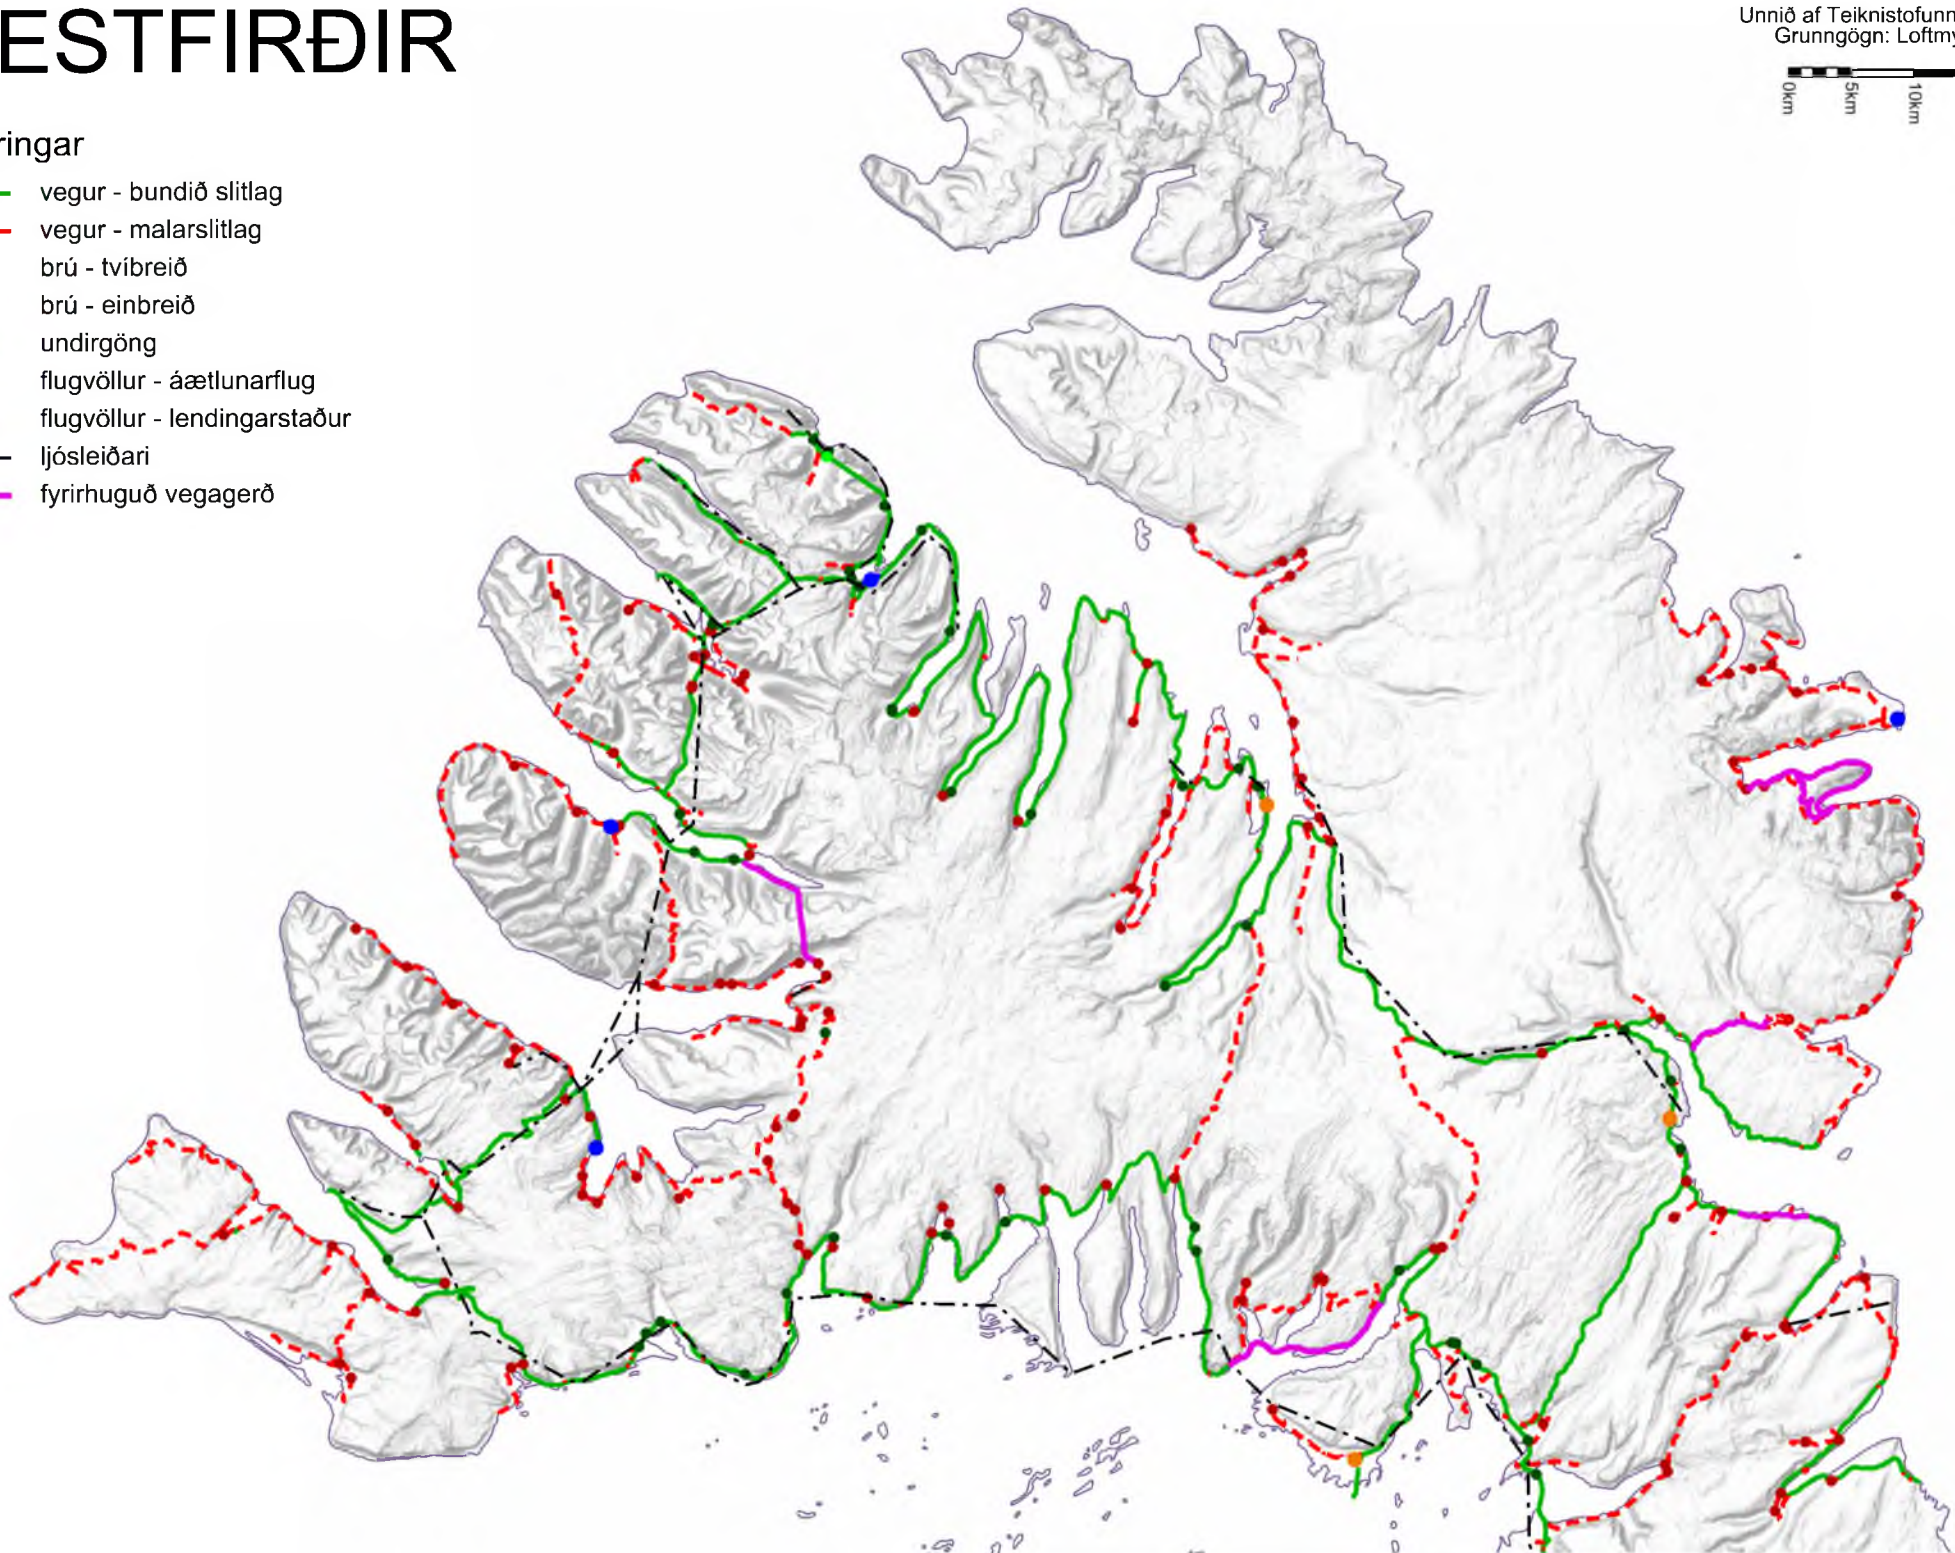 ESTFIRÐIR
Unnið af Teiknistofunn
Grunngögn: Loftmy
0km
5km
10km
ringar
vegur - bundið slitlag
vegur - malarslitlag
brú - tvíbreið
brú - einbreið
undirgöng
flugvöllur - áætlunarflug
flugvöllur - lendingarstaður
ljósleiðari
fyrirhuguð vegagerð